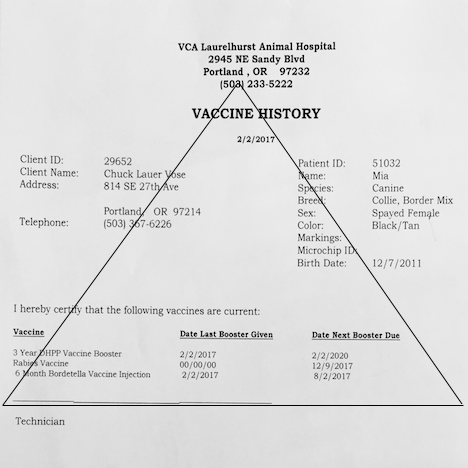 VCA Laurelhurst Animal Hospital
2945 NE Sandy Blvd
Portland , OR 97232
(503) 233-5222
VACCINE HISTORY
2/2/2017
Client ID: 29652
Client Name: Chuck Lauer Vose
Address: 814 SE 27th Ave
Portland, OR 97214
Telephone: (503) 367-6226
Patient ID: 51032
Name: Mia
Species: Canine
Breed: Collie, Border Mix
Sex: Spayed Female
Color: Black/Tan
Markings:
Microchip ID:
Birth Date: 12/7/2011
I hereby certify that the following vaccines are current:
Vaccine Date Last Booster Given Date Next Booster Due
3 Year DHPP Vaccine Booster 2/2/2017 2/2/2020
Rabies Vaccine 00/00/00 12/9/2017
6 Month Bordetella Vaccine Injection 2/2/2017 8/2/2017
Technician